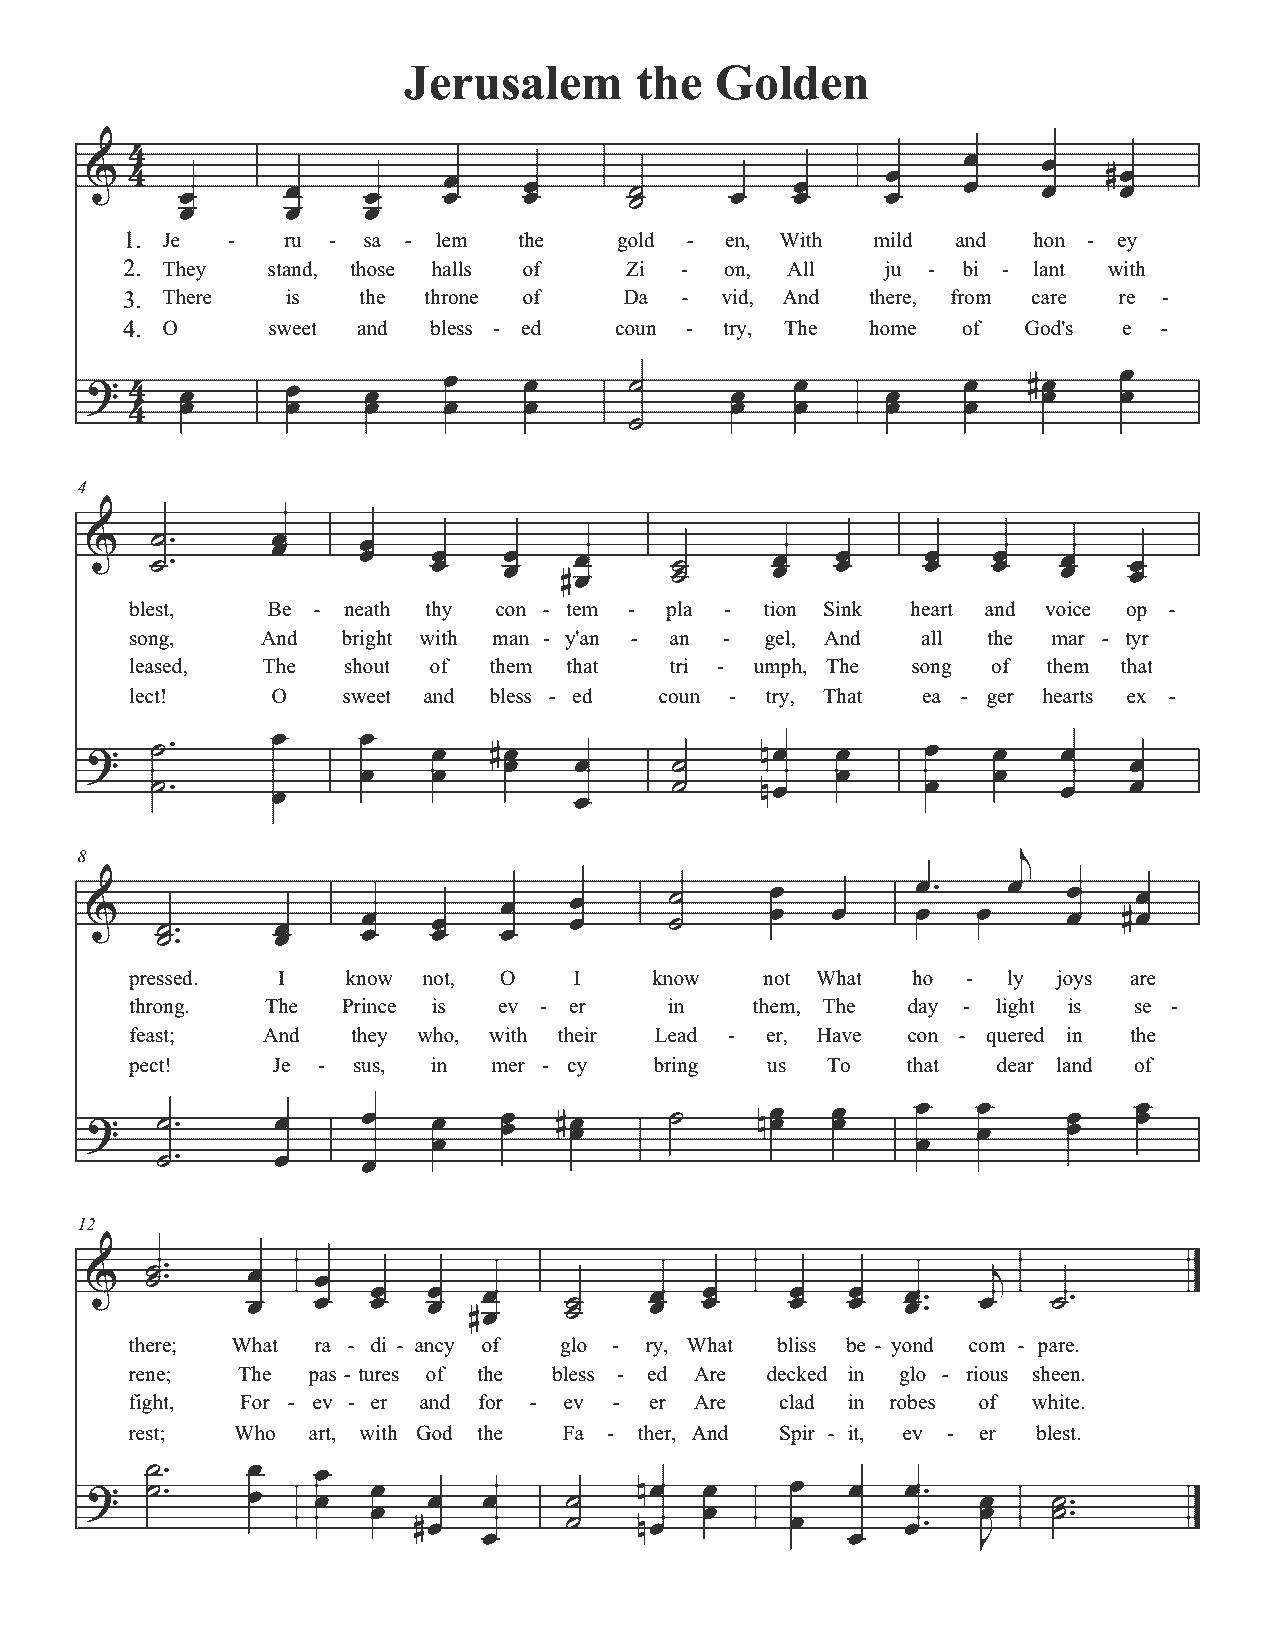 Jerusalem the Golden
1. Je - ru - sa - lem the gold - en, With mild and hon - ey
2. They stand, those halls of Zi - on, All ju - bi - lant with
3. There is the throne of Da - vid, And there, from care re -
4. O sweet and bless - ed coun - try, The home of God's e -
4
blest, Be - neath thy con - tem - pla - tion Sink heart and voice op -
song, And bright with man - y'an - an - gel, And all the mar - tyr
leased, The shout of them that tri - umph, The song of them that
lect! O sweet and bless - ed coun - try, That ea - ger hearts ex -
8
pressed. I know not, O I know not What ho - ly joys are
throng. The Prince is ev - er in them, The day - light is se -
feast; And they who, with their Lead - er, Have con - quered in the
pect! Je - sus, in mer - cy bring us To that dear land of
12
there; What ra - di - ancy of glo - ry, What bliss be - yond com - pare.
rene; The pas - tures of the bless - ed Are decked in glo - rious sheen.
fight, For - ev - er and for - ev - er Are clad in robes of white.
rest; Who art, with God the Fa - ther, And Spir - it, ev - er blest.